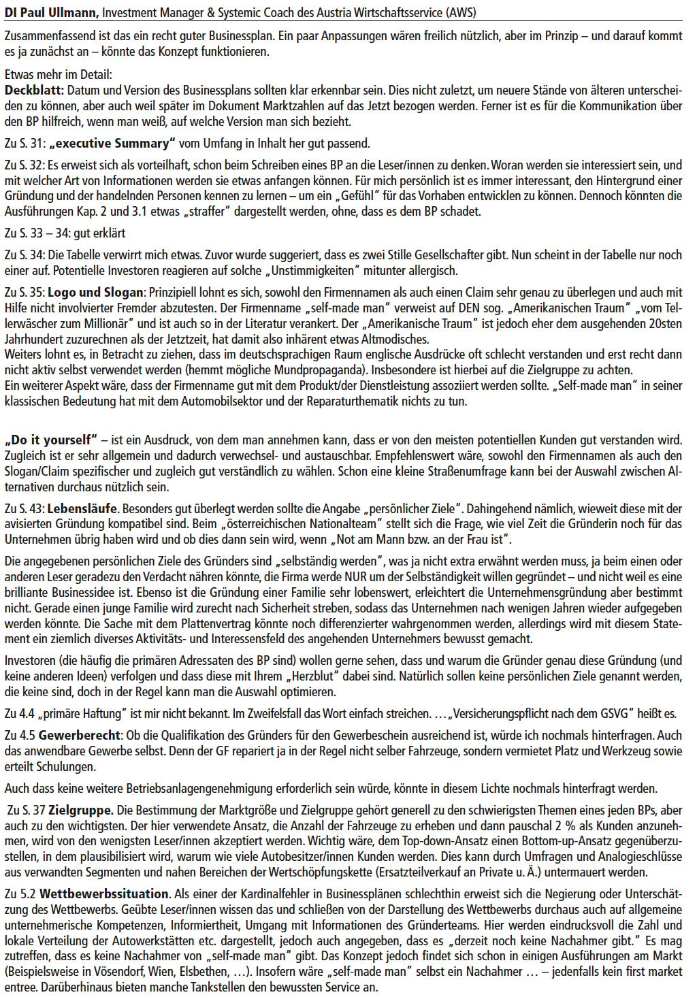 DI Paul Ullmann, Investment Manager & Systemic Coach des Austria Wirtschaftsservice (AWS)
Zusammenfassend ist das ein recht guter Businessplan. Ein paar Anpassungen wären freilich nützlich, aber im Prinzip – und darauf kommt
es ja zunächst an – könnte das Konzept funktionieren.
Etwas mehr im Detail:
Deckblatt: Datum und Version des Businessplans sollten klar erkennbar sein. Dies nicht zuletzt, um neuere Stände von älteren unterschei-
den zu können, aber auch weil später im Dokument Marktzahlen auf das Jetzt bezogen werden. Ferner ist es für die Kommunikation über
den BP hilfreich, wenn man weiß, auf welche Version man sich bezieht.
Zu S. 31: „executive Summary“ vom Umfang in Inhalt her gut passend.
Zu S. 32: Es erweist sich als vorteilhaft, schon beim Schreiben eines BP an die Leser/innen zu denken. Woran werden sie interessiert sein, und
mit welcher Art von Informationen werden sie etwas anfangen können. Für mich persönlich ist es immer interessant, den Hintergrund einer
Gründung und der handelnden Personen kennen zu lernen – um ein „Gefühl“ für das Vorhaben entwicklen zu können. Dennoch könnten die
Ausführungen Kap. 2 und 3.1 etwas „straffer“ dargestellt werden, ohne, dass es dem BP schadet.
Zu S. 33 – 34: gut erklärt
Zu S. 34: Die Tabelle verwirrt mich etwas. Zuvor wurde suggeriert, dass es zwei Stille Gesellschafter gibt. Nun scheint in der Tabelle nur noch
einer auf. Potentielle Investoren reagieren auf solche „Unstimmigkeiten“ mitunter allergisch.
Zu S. 35: Logo und Slogan: Prinzipiell lohnt es sich, sowohl den Firmennamen als auch einen Claim sehr genau zu überlegen und auch mit
Hilfe nicht involvierter Fremder abzutesten. Der Firmenname „self-made man“ verweist auf DEN sog. „Amerikanischen Traum“ „vom Tel-
lerwäscher zum Millionär“ und ist auch so in der Literatur verankert. Der „Amerikanische Traum“ ist jedoch eher dem ausgehenden 20sten
Jahrhundert zuzurechnen als der Jetztzeit, hat damit also inhärent etwas Altmodisches.
Weiters lohnt es, in Betracht zu ziehen, dass im deutschsprachigen Raum englische Ausdrücke oft schlecht verstanden und erst recht dann
nicht aktiv selbst verwendet werden (hemmt mögliche Mundpropaganda). Insbesondere ist hierbei auf die Zielgruppe zu achten.
Ein weiterer Aspekt wäre, dass der Firmenname gut mit dem Produkt/der Dienstleistung assoziiert werden sollte. „Self-made man“ in seiner
klassischen Bedeutung hat mit dem Automobilsektor und der Reparaturthematik nichts zu tun.
„Do it yourself“ – ist ein Ausdruck, von dem man annehmen kann, dass er von den meisten potentiellen Kunden gut verstanden wird.
Zugleich ist er sehr allgemein und dadurch verwechsel- und austauschbar. Empfehlenswert wäre, sowohl den Firmennamen als auch den
Slogan/Claim spezifischer und zugleich gut verständlich zu wählen. Schon eine kleine Straßenumfrage kann bei der Auswahl zwischen Al-
ternativen durchaus nützlich sein.
Zu S. 43: Lebensläufe. Besonders gut überlegt werden sollte die Angabe „persönlicher Ziele“. Dahingehend nämlich, wieweit diese mit der
avisierten Gründung kompatibel sind. Beim „österreichischen Nationalteam“ stellt sich die Frage, wie viel Zeit die Gründerin noch für das
Unternehmen übrig haben wird und ob dies dann sein wird, wenn „Not am Mann bzw. an der Frau ist“.
Die angegebenen persönlichen Ziele des Gründers sind „selbständig werden“, was ja nicht extra erwähnt werden muss, ja beim einen oder
anderen Leser geradezu den Verdacht nähren könnte, die Firma werde NUR um der Selbständigkeit willen gegründet – und nicht weil es eine
brilliante Businessidee ist. Ebenso ist die Gründung einer Familie sehr lobenswert, erleichtert die Unternehmensgründung aber bestimmt
nicht. Gerade einen junge Familie wird zurecht nach Sicherheit streben, sodass das Unternehmen nach wenigen Jahren wieder aufgegeben
werden könnte. Die Sache mit dem Plattenvertrag könnte noch differenzierter wahrgenommen werden, allerdings wird mit diesem State-
ment ein ziemlich diverses Aktivitäts- und Interessensfeld des angehenden Unternehmers bewusst gemacht.
Investoren (die häufig die primären Adressaten des BP sind) wollen gerne sehen, dass und warum die Gründer genau diese Gründung (und
keine anderen Ideen) verfolgen und dass diese mit Ihrem „Herzblut“ dabei sind. Natürlich sollen keine persönlichen Ziele genannt werden,
die keine sind, doch in der Regel kann man die Auswahl optimieren.
Zu 4.4 „primäre Haftung“ ist mir nicht bekannt. Im Zweifelsfall das Wort einfach streichen. …„Versicherungspflicht nach dem GSVG“ heißt es.
Zu 4.5 Gewerberecht: Ob die Qualifikation des Gründers für den Gewerbeschein ausreichend ist, würde ich nochmals hinterfragen. Auch
das anwendbare Gewerbe selbst. Denn der GF repariert ja in der Regel nicht selber Fahrzeuge, sondern vermietet Platz und Werkzeug sowie
erteilt Schulungen.
Auch dass keine weitere Betriebsanlagengenehmigung erforderlich sein würde, könnte in diesem Lichte nochmals hinterfragt werden.
Zu S. 37 Zielgruppe. Die Bestimmung der Marktgröße und Zielgruppe gehört generell zu den schwierigsten Themen eines jeden BPs, aber
auch zu den wichtigsten. Der hier verwendete Ansatz, die Anzahl der Fahrzeuge zu erheben und dann pauschal 2 % als Kunden anzuneh-
men, wird von den wenigsten Leser/innen akzeptiert werden. Wichtig wäre, dem Top-down-Ansatz einen Bottom-up-Ansatz gegenüberzu-
stellen, in dem plausibilisiert wird, warum wie viele Autobesitzer/innen Kunden werden. Dies kann durch Umfragen und Analogieschlüsse
aus verwandten Segmenten und nahen Bereichen der Wertschöpfungskette (Ersatzteilverkauf an Private u. Ä.) untermauert werden.
Zu 5.2 Wettbewerbssituation. Als einer der Kardinalfehler in Businessplänen schlechthin erweist sich die Negierung oder Unterschät-
zung des Wettbewerbs. Geübte Leser/innen wissen das und schließen von der Darstellung des Wettbewerbs durchaus auch auf allgemeine
unternehmerische Kompetenzen, Informiertheit, Umgang mit Informationen des Gründerteams. Hier werden eindrucksvoll die Zahl und
lokale Verteilung der Autowerkstätten etc. dargestellt, jedoch auch angegeben, dass es „derzeit noch keine Nachahmer gibt.“ Es mag
zutreffen, dass es keine Nachahmer von „self-made man“ gibt. Das Konzept jedoch findet sich schon in einigen Ausführungen am Markt
(Beispielsweise in Vösendorf, Wien, Elsbethen, …). Insofern wäre „self-made man“ selbst ein Nachahmer … – jedenfalls kein first market
entree. Darüberhinaus bieten manche Tankstellen den bewussten Service an.